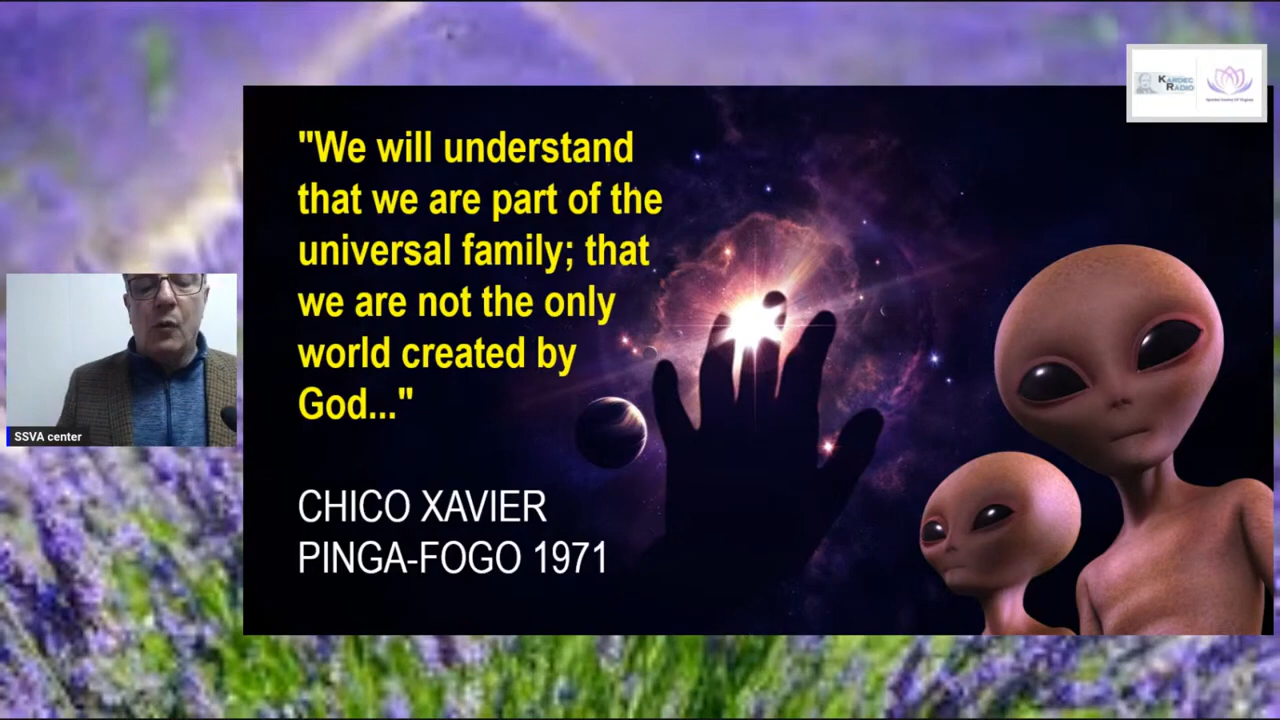 "We will understand
that we are part of the
universal family; that
we are not the only
world created by
God..."
CHICO XAVIER
PINGA-FOGO 1971
SSVA center
KARDEC
RADIO